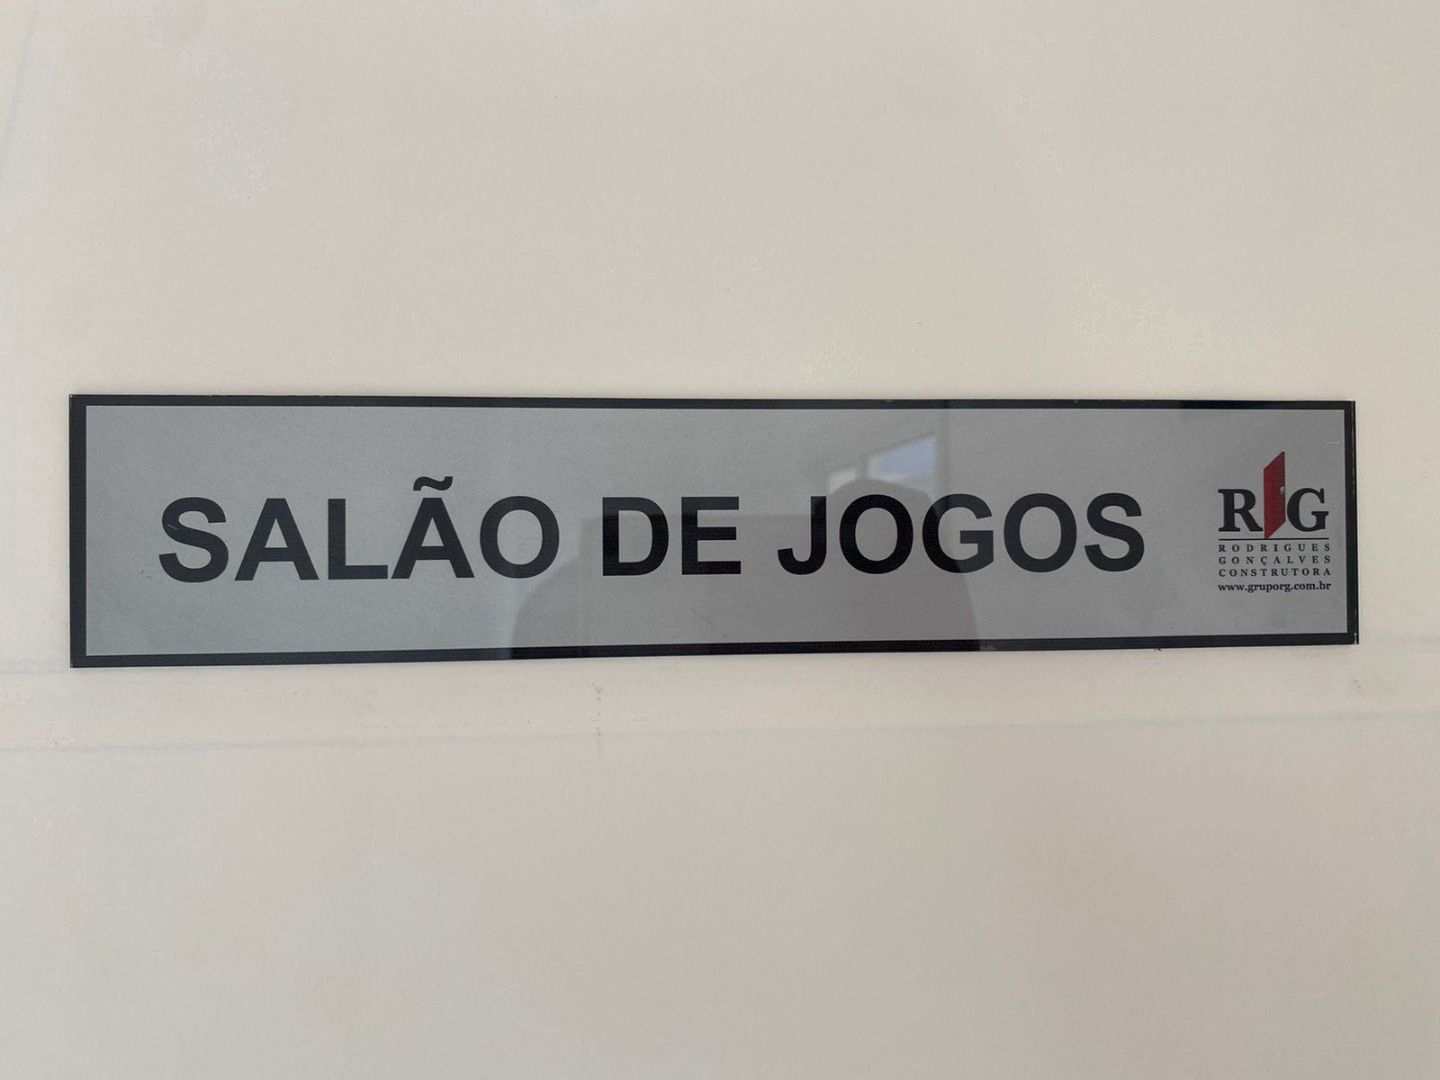 SALÃO DE JOGOS
RG
RODRIGUES
GONÇALVES
CONSTRUTORA
www.gruporg.com.br